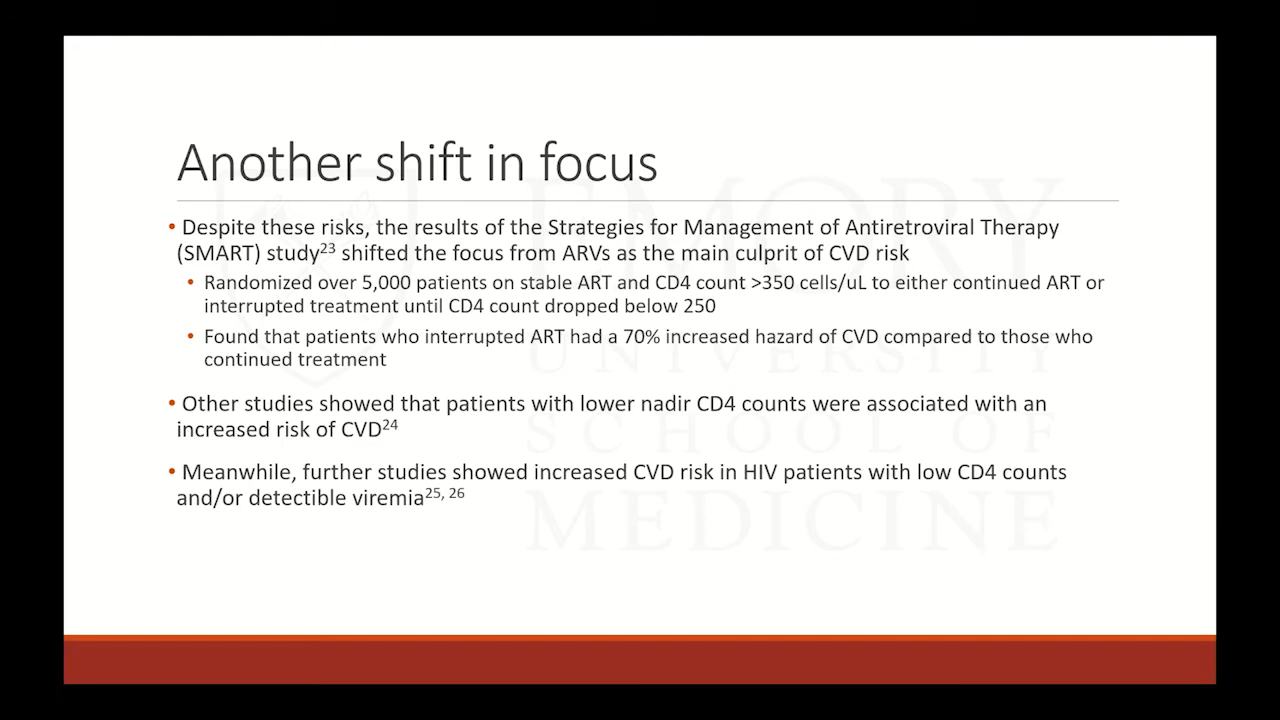 Another shift in focus
• Despite these risks, the results of the Strategies for Management of Antiretroviral Therapy
(SMART) study23 shifted the focus from ARVs as the main culprit of CVD risk
• Randomized over 5,000 patients on stable ART and CD4 count >350 cells/uL to either continued ART or
interrupted treatment until CD4 count dropped below 250
• Found that patients who interrupted ART had a 70% increased hazard of CVD compared to those who
continued treatment
• Other studies showed that patients with lower nadir CD4 counts were associated with an
increased risk of CVD24
• Meanwhile, further studies showed increased CVD risk in HIV patients with low CD4 counts
and/or detectible viremia25, 26
EMORY
UNIVERSITY
SCHOOL OF
MEDICINE